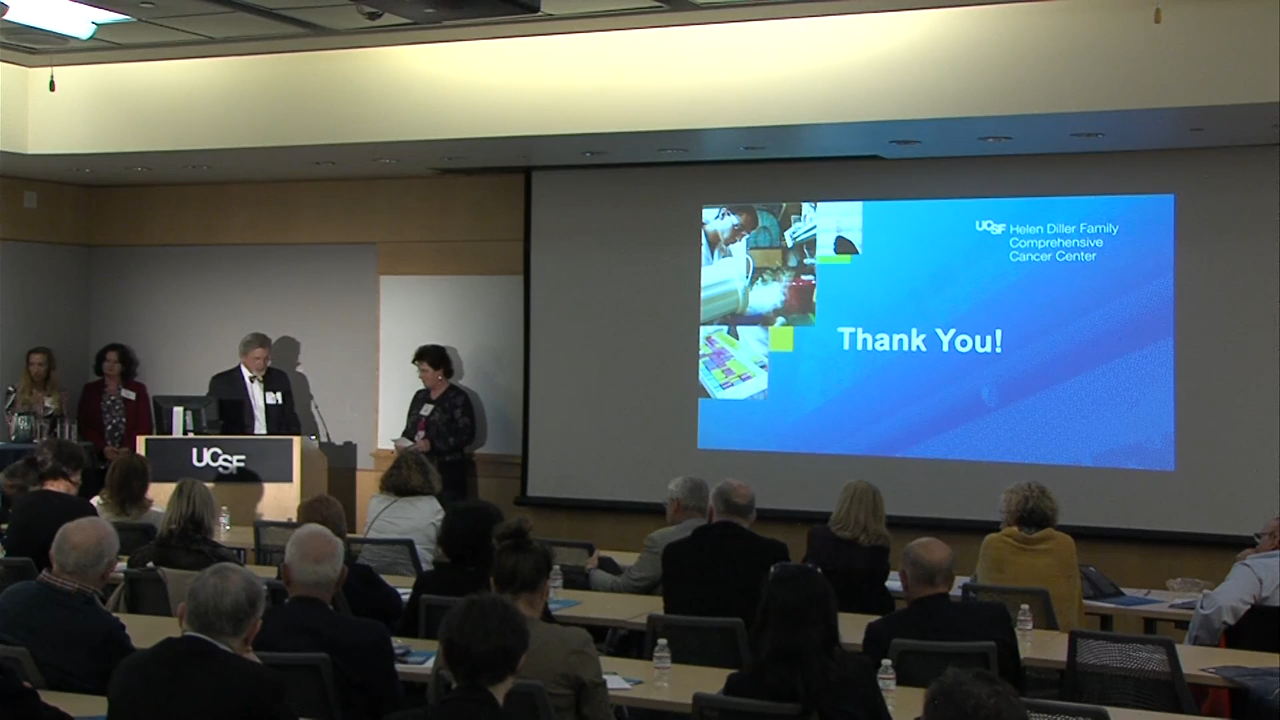 UCSF
UCSF Helen Diller Family
Comprehensive
Cancer Center
Thank You!